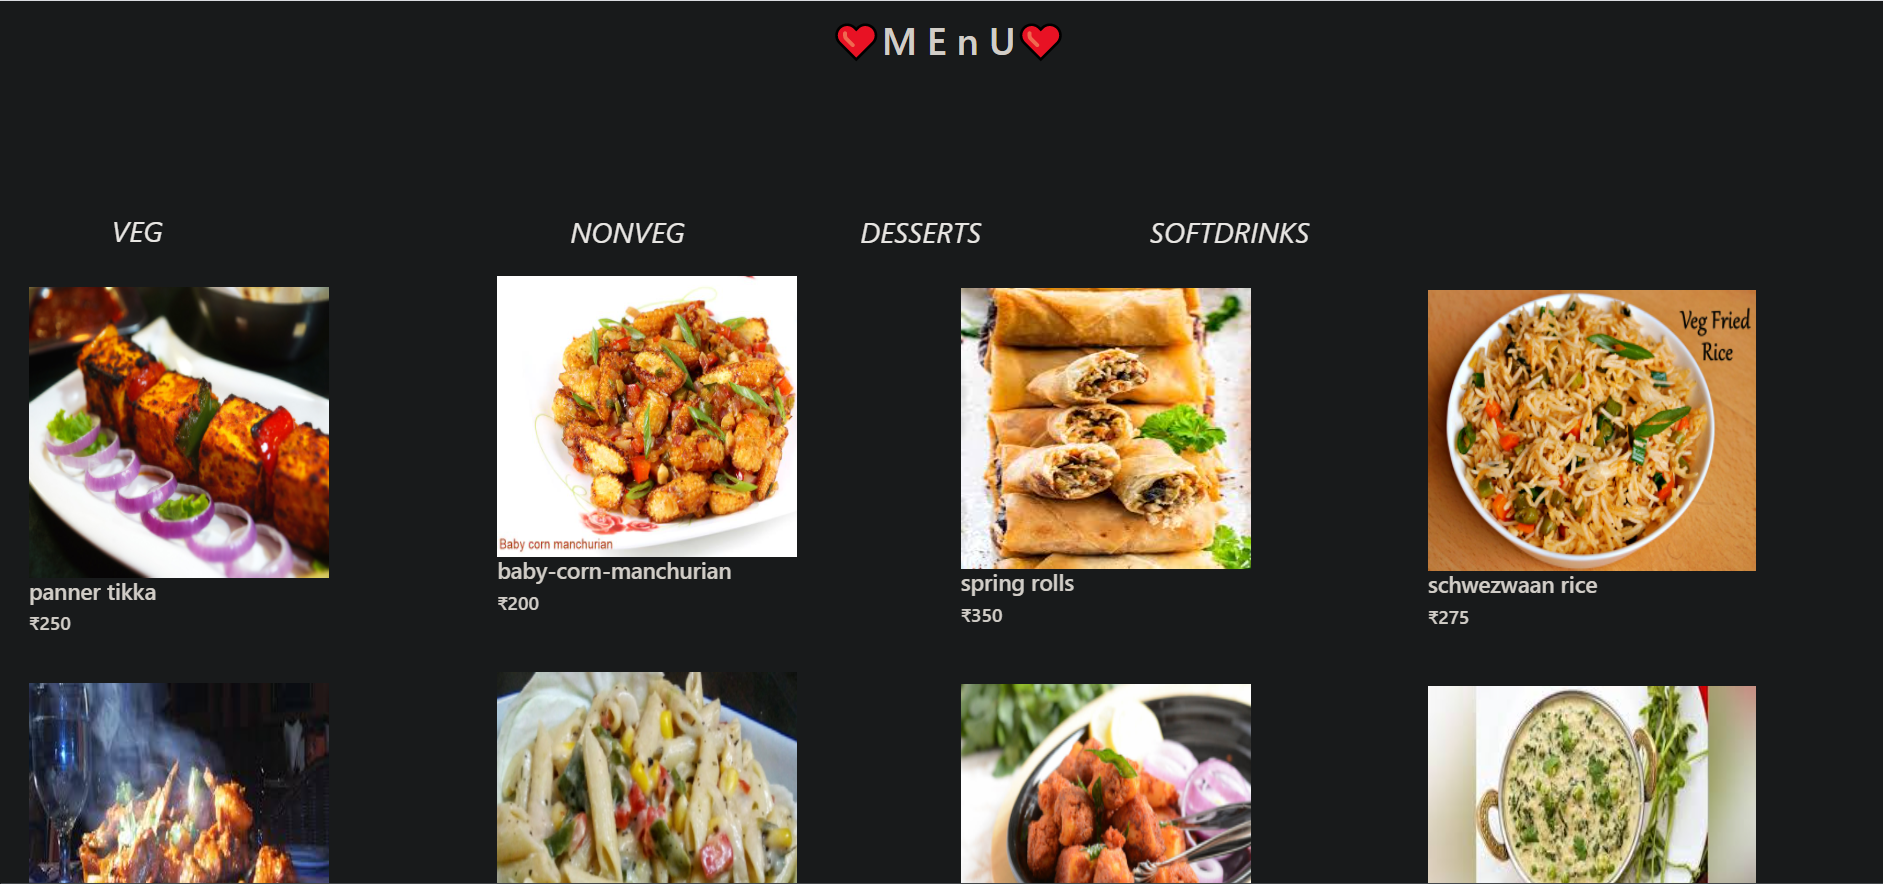 ❤️M E n U❤️
VEG
NONVEG
DESSERTS
SOFTDRINKS
Baby corn manchurian
Veg Fried
Rice
panner tikka
₹250
baby-corn-manchurian
₹200
spring rolls
₹350
schwezwaan rice
₹275